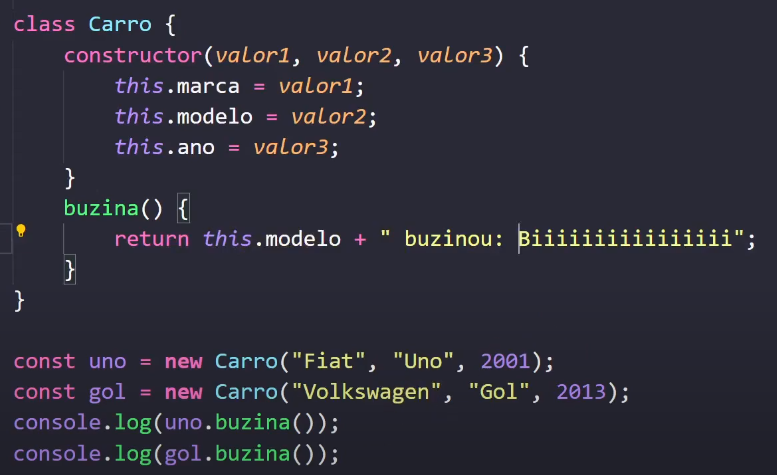 class Carro {
constructor(valor1, valor2, valor3) {
this.marca = valor1;
this.modelo = valor2;
this.ano = valor3;
}
buzina() {
return this.modelo + " buzinou: Biiiiiiiiiiiiiiii";
}
}
const uno = new Carro("Fiat", "Uno", 2001);
const gol = new Carro("Volkswagen", "Gol", 2013);
console.log(uno.buzina());
console.log(gol.buzina());